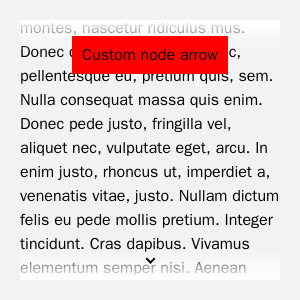 montes, nascetur ridiculus mus.
Donec c,
Custom node arrow
pellentesque eu, pretium quis, sem.
Nulla consequat massa quis enim.
Donec pede justo, fringilla vel,
aliquet nec, vulputate eget, arcu. In
enim justo, rhoncus ut, imperdiet a,
venenatis vitae, justo. Nullam dictum
felis eu pede mollis pretium. Integer
tincidunt. Cras dapibus. Vivamus
elementum semper nisi. Aenean